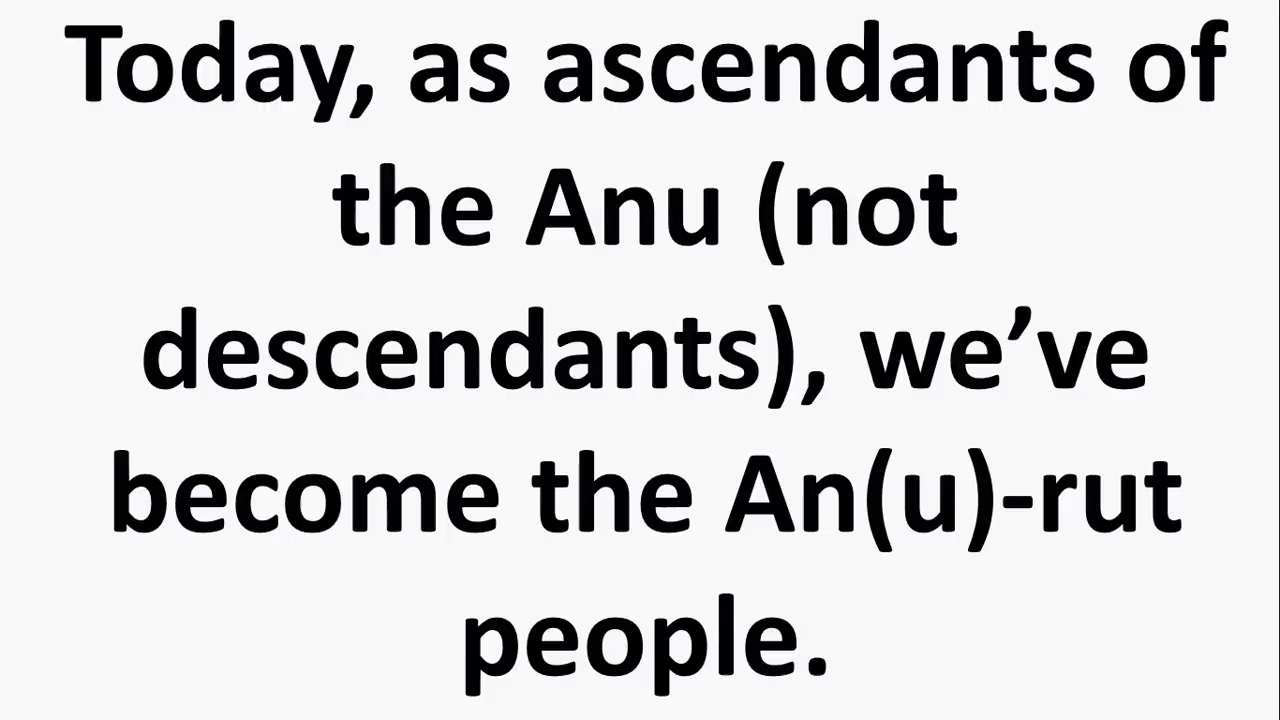 Today, as ascendants of
the Anu (not
descendants), we’ve
become the An(u)-rut
people.